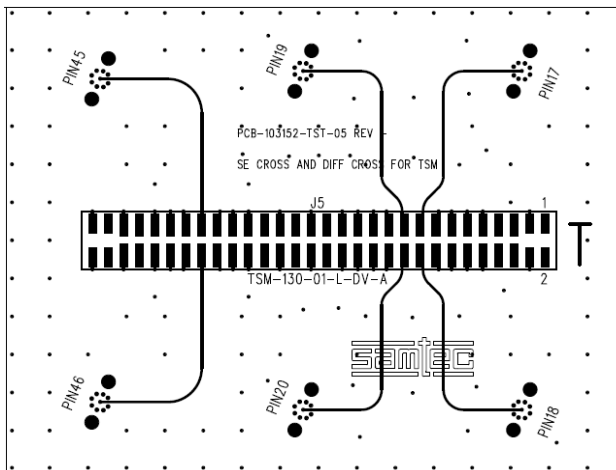 PIN45
PIN19
PIN17
PCB-103152-TST-05 REV -
SE CROSS AND DIFF CROSS FOR TSM
J5
1
T
TSM-130-01-L-DV-A
2
samtec
PIN46
PIN20
PIN18